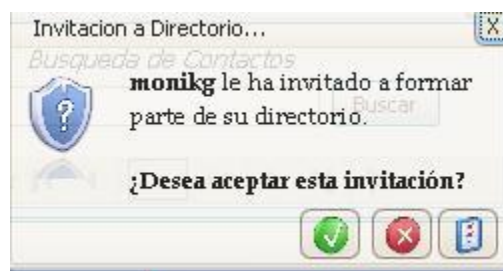 Invitacion a Directorio...
X
Busqueda de Contactos
monikg le ha invitado a formar
Buscar
parte de su directorio.
¿Desea aceptar esta invitación?